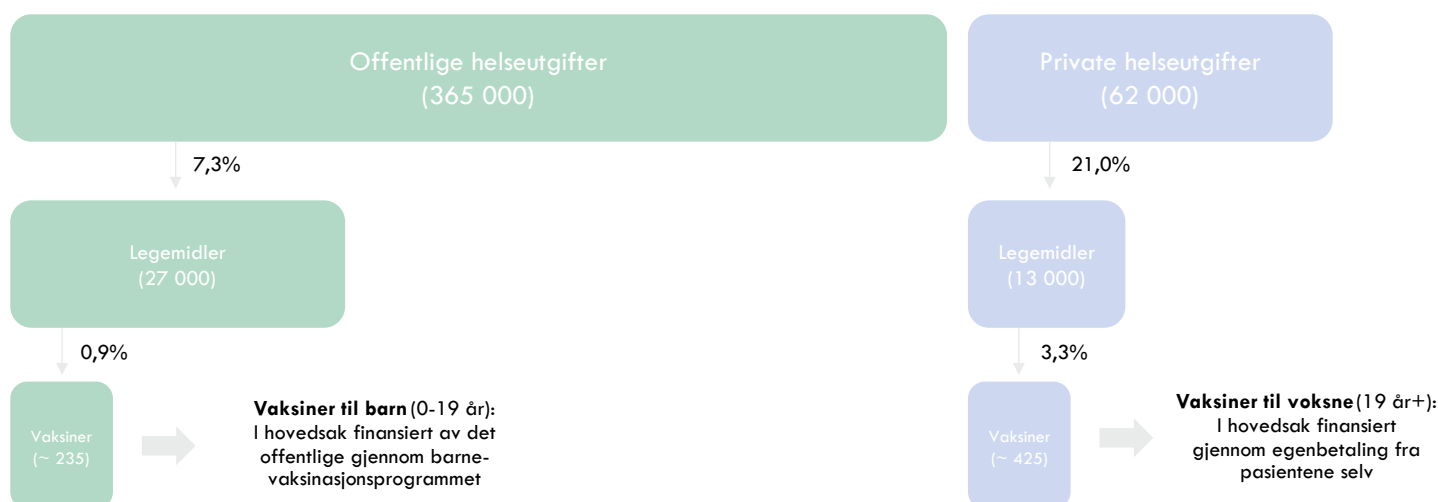 Offentlige helseutgifter
(365 000)
Private helseutgifter
(62 000)
7,3%
21,0%
Legemidler
(27 000)
Legemidler
(13 000)
0,9%
3,3%
Vaksiner
(~ 235)
Vaksiner til barn (0-19 år):
I hovedsak finansiert av det
offentlige gjennom barne-
vaksinasjonsprogrammet
Vaksiner
(~ 425)
Vaksiner til voksne (19 år+):
I hovedsak finansiert
gjennom egenbetaling fra
pasientene selv